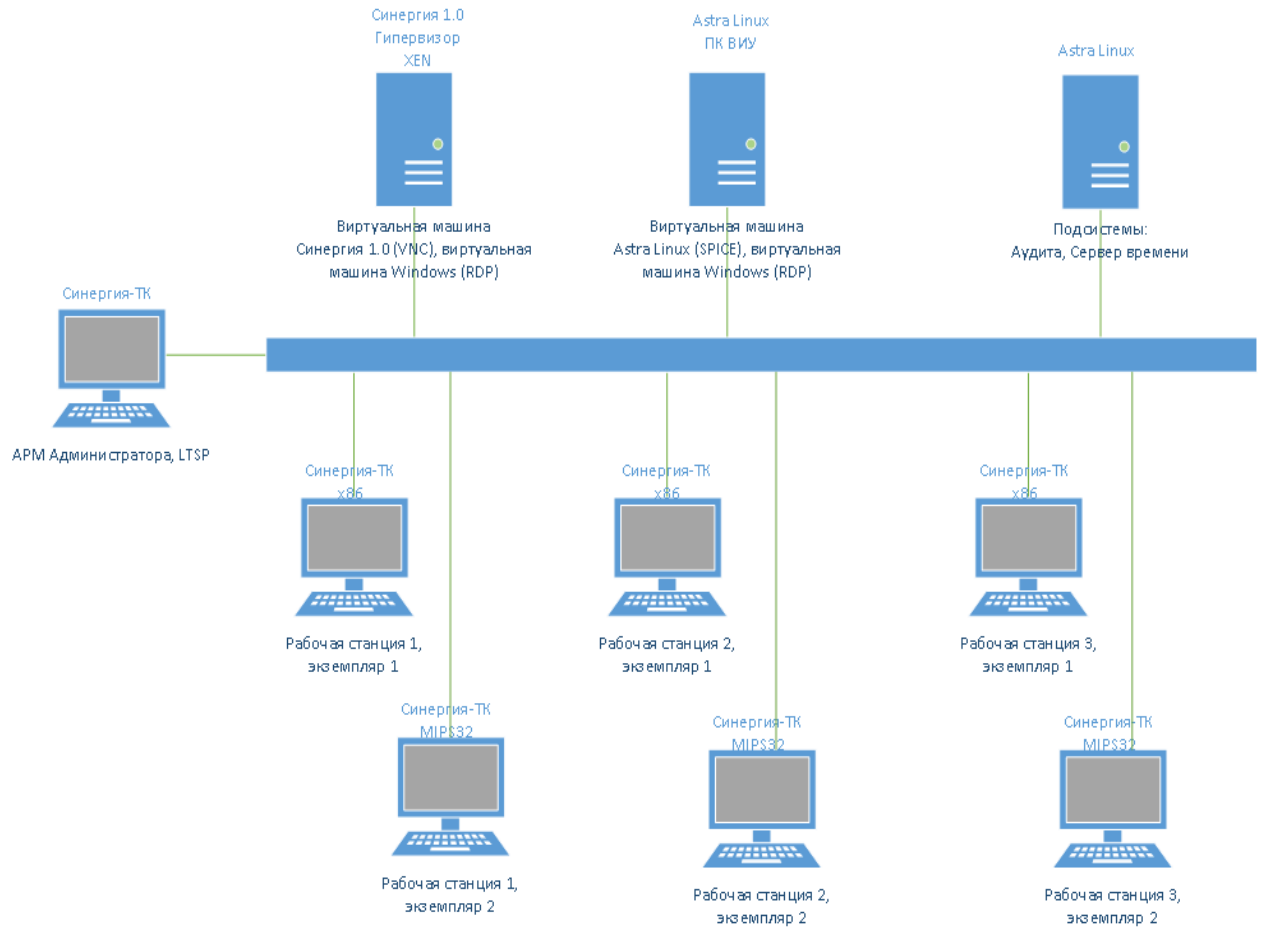 Синергия 1.0
Гипервизор
XEN
Astra Linux
ПК ВИУ
Astra Linux
Виртуальная машина
Синергия 1.0 (VNC), виртуальная
машина Windows (RDP)
Виртуальная машина
Astra Linux (SPICE), виртуальная
машина Windows (RDP)
Подсистемы:
Аудита, Сервер времени
Синергия-ТК
АРМ Администратора, LTSP
Синергия-ТК
x86
Синергия-ТК
x86
Синергия-ТК
x86
Рабочая станция 1,
экземпляр 1
Рабочая станция 2,
экземпляр 1
Рабочая станция 3,
экземпляр 1
Синергия-ТК
MIPS32
Синергия-ТК
MIPS32
Синергия-ТК
MIPS32
Рабочая станция 1,
экземпляр 2
Рабочая станция 2,
экземпляр 2
Рабочая станция 3,
экземпляр 2